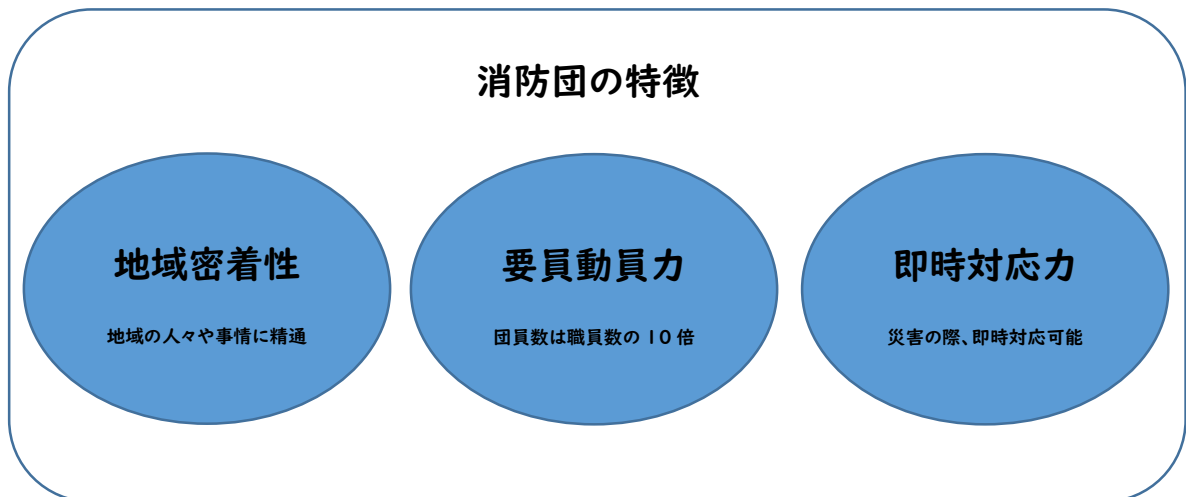 消防団の特徴
地域密着性
地域の人々や事情に精通
要員動員力
団員数は職員数の10倍
即時対応力
災害の際、即時対応可能